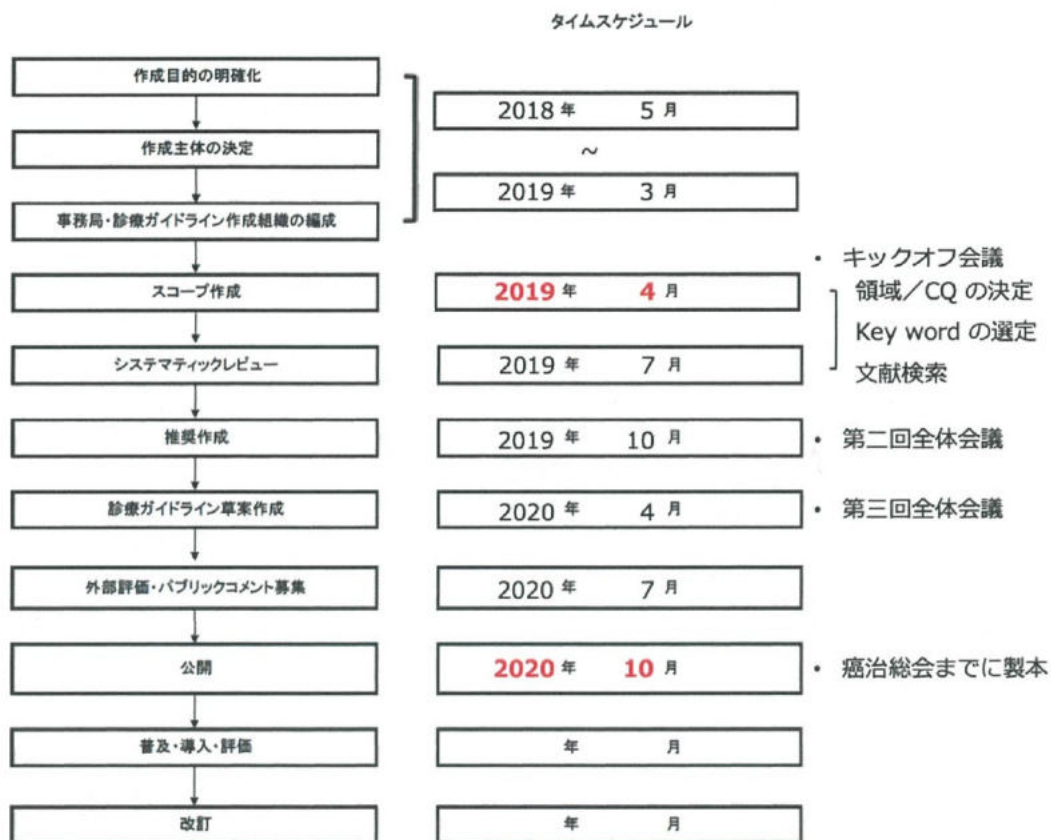 タイムスケジュール
作成目的の明確化
2018 年 5 月
作成主体の決定
~
2019 年 3 月
事務局・診療ガイドライン作成組織の編成
・ キックオフ会議
スコープ作成
2019 年 4 月
領域／CQ の決定
Key word の選定
システマティックレビュー
2019 年 7 月
文献検索
推奨作成
2019 年 10 月
・ 第二回全体会議
診療ガイドライン草案作成
2020 年 4 月
・ 第三回全体会議
外部評価・パブリックコメント募集
2020 年 7 月
公開
2020 年 10 月
・ 癌治総会までに製本
普及・導入・評価
年 月
改訂
年 月